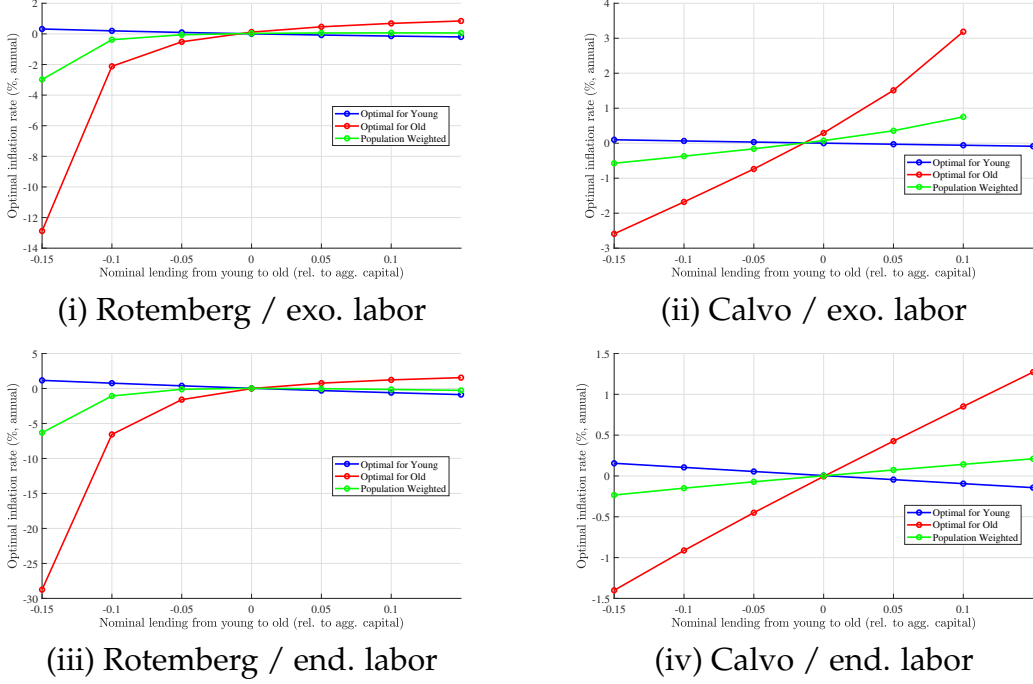 2
0
-2
-4
-6
-8
-10
-12
-14
-0.15
-0.1
-0.05
0
0.05
0.1
Optimal inflation rate (%, annual)
Nominal lending from young to old (rel. to agg. capital)
Optimal for Young
Optimal for Old
Population Weighted
(i) Rotemberg / exo. labor
4
3
2
1
0
-1
-2
-3
-0.15
-0.1
-0.05
0
0.05
0.1
Optimal inflation rate (%, annual)
Nominal lending from young to old (rel. to agg. capital)
Optimal for Young
Optimal for Old
Population Weighted
(ii) Calvo / exo. labor
5
0
-5
-10
-15
-20
-25
-30
-0.15
-0.1
-0.05
0
0.05
0.1
Optimal inflation rate (%, annual)
Nominal lending from young to old (rel. to agg. capital)
Optimal for Young
Optimal for Old
Population Weighted
(iii) Rotemberg / end. labor
1.5
1
0.5
0
-0.5
-1
-1.5
-0.15
-0.1
-0.05
0
0.05
0.1
Optimal inflation rate (%, annual)
Nominal lending from young to old (rel. to agg. capital)
Optimal for Young
Optimal for Old
Population Weighted
(iv) Calvo / end. labor